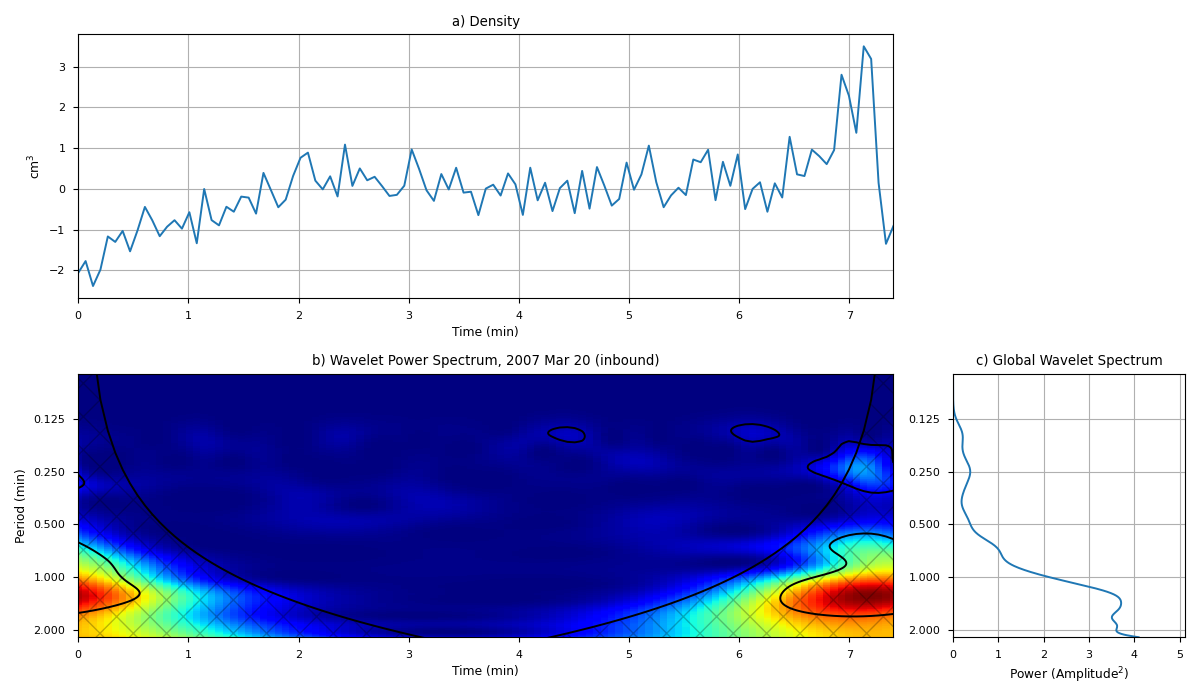 a) Density
cm³
3
2
1
0
−1
−2
0 1 2 3 4 5 6 7
Time (min)
b) Wavelet Power Spectrum, 2007 Mar 20 (inbound)
Period (min)
0.125
0.250
0.500
1.000
2.000
0 1 2 3 4 5 6 7
Time (min)
c) Global Wavelet Spectrum
0.125
0.250
0.500
1.000
2.000
0 1 2 3 4 5
Power (Amplitude²)